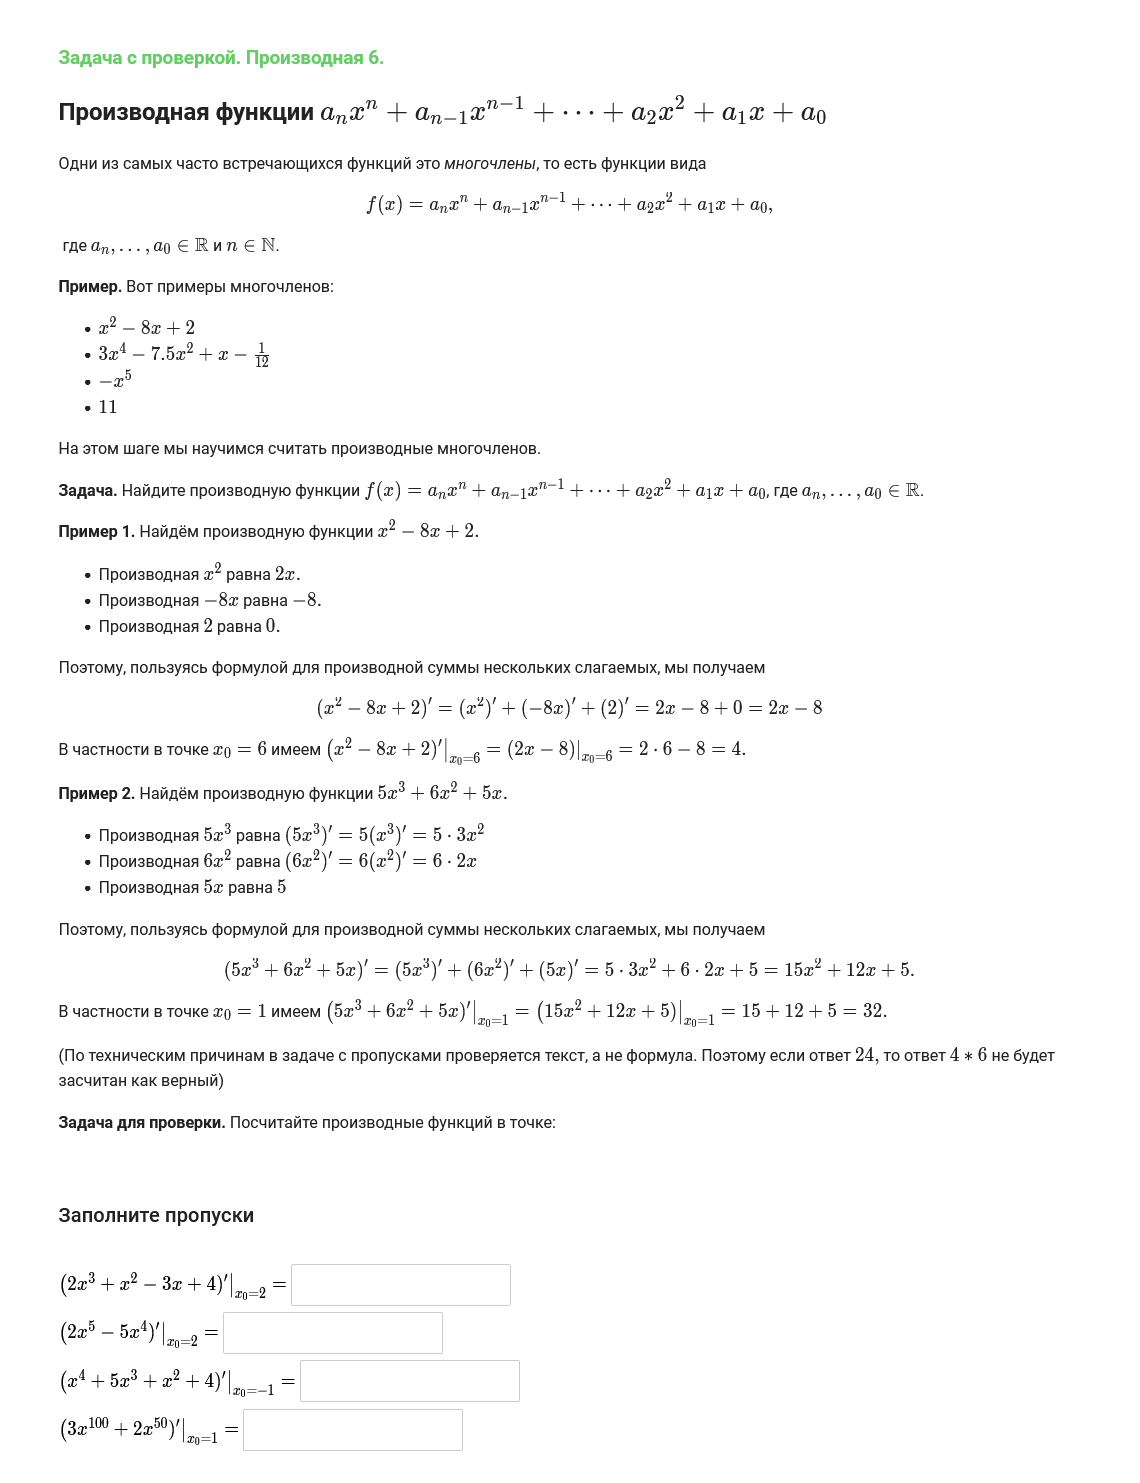 Задача с проверкой. Производная 6.
Производная функции $a_n x^n + a_{n-1} x^{n-1} + \cdots + a_2 x^2 + a_1 x + a_0$
Одни из самых часто встречающихся функций это многочлены, то есть функции вида
$f(x) = a_n x^n + a_{n-1} x^{n-1} + \cdots + a_2 x^2 + a_1 x + a_0,$
где $a_n, \ldots, a_0 \in \mathbb{R}$ и $n \in \mathbb{N}$.
Пример. Вот примеры многочленов:
• $x^2 - 8x + 2$
• $3x^4 - 7.5x^2 + x - \frac{1}{12}$
• $-x^5$
• $11$
На этом шаге мы научимся считать производные многочленов.
Задача. Найдите производную функции $f(x) = a_n x^n + a_{n-1} x^{n-1} + \cdots + a_2 x^2 + a_1 x + a_0$, где $a_n, \ldots, a_0 \in \mathbb{R}$.
Пример 1. Найдём производную функции $x^2 - 8x + 2.$
• Производная $x^2$ равна $2x.$
• Производная $-8x$ равна $-8.$
• Производная $2$ равна $0.$
Поэтому, пользуясь формулой для производной суммы нескольких слагаемых, мы получаем
$(x^2 - 8x + 2)' = (x^2)' + (-8x)' + (2)' = 2x - 8 + 0 = 2x - 8$
В частности в точке $x_0 = 6$ имеем $(x^2 - 8x + 2)'|_{x_0=6} = (2x - 8)|_{x_0=6} = 2 \cdot 6 - 8 = 4.$
Пример 2. Найдём производную функции $5x^3 + 6x^2 + 5x.$
• Производная $5x^3$ равна $(5x^3)' = 5(x^3)' = 5 \cdot 3x^2$
• Производная $6x^2$ равна $(6x^2)' = 6(x^2)' = 6 \cdot 2x$
• Производная $5x$ равна $5$
Поэтому, пользуясь формулой для производной суммы нескольких слагаемых, мы получаем
$(5x^3 + 6x^2 + 5x)' = (5x^3)' + (6x^2)' + (5x)' = 5 \cdot 3x^2 + 6 \cdot 2x + 5 = 15x^2 + 12x + 5.$
В частности в точке $x_0 = 1$ имеем $(5x^3 + 6x^2 + 5x)'|_{x_0=1} = (15x^2 + 12x + 5)|_{x_0=1} = 15 + 12 + 5 = 32.$
(По техническим причинам в задаче с пропусками проверяется текст, а не формула. Поэтому если ответ $24,$ то ответ $4 * 6$ не будет
засчитан как верный)
Задача для проверки. Посчитайте производные функций в точке:
Заполните пропуски
$(2x^3 + x^2 - 3x + 4)'|_{x_0=2} =$
$(2x^5 - 5x^4)'|_{x_0=2} =$
$(x^4 + 5x^3 + x^2 + 4)'|_{x_0=-1} =$
$(3x^{100} + 2x^{50})'|_{x_0=1} =$